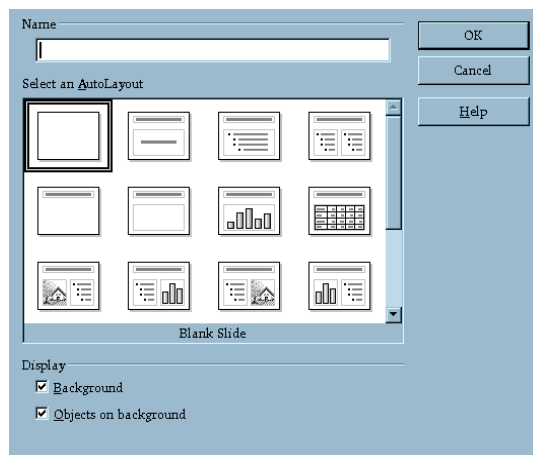 Name
OK
Cancel
Select an AutoLayout
Help
Blank Slide
Display
Background
Objects on background